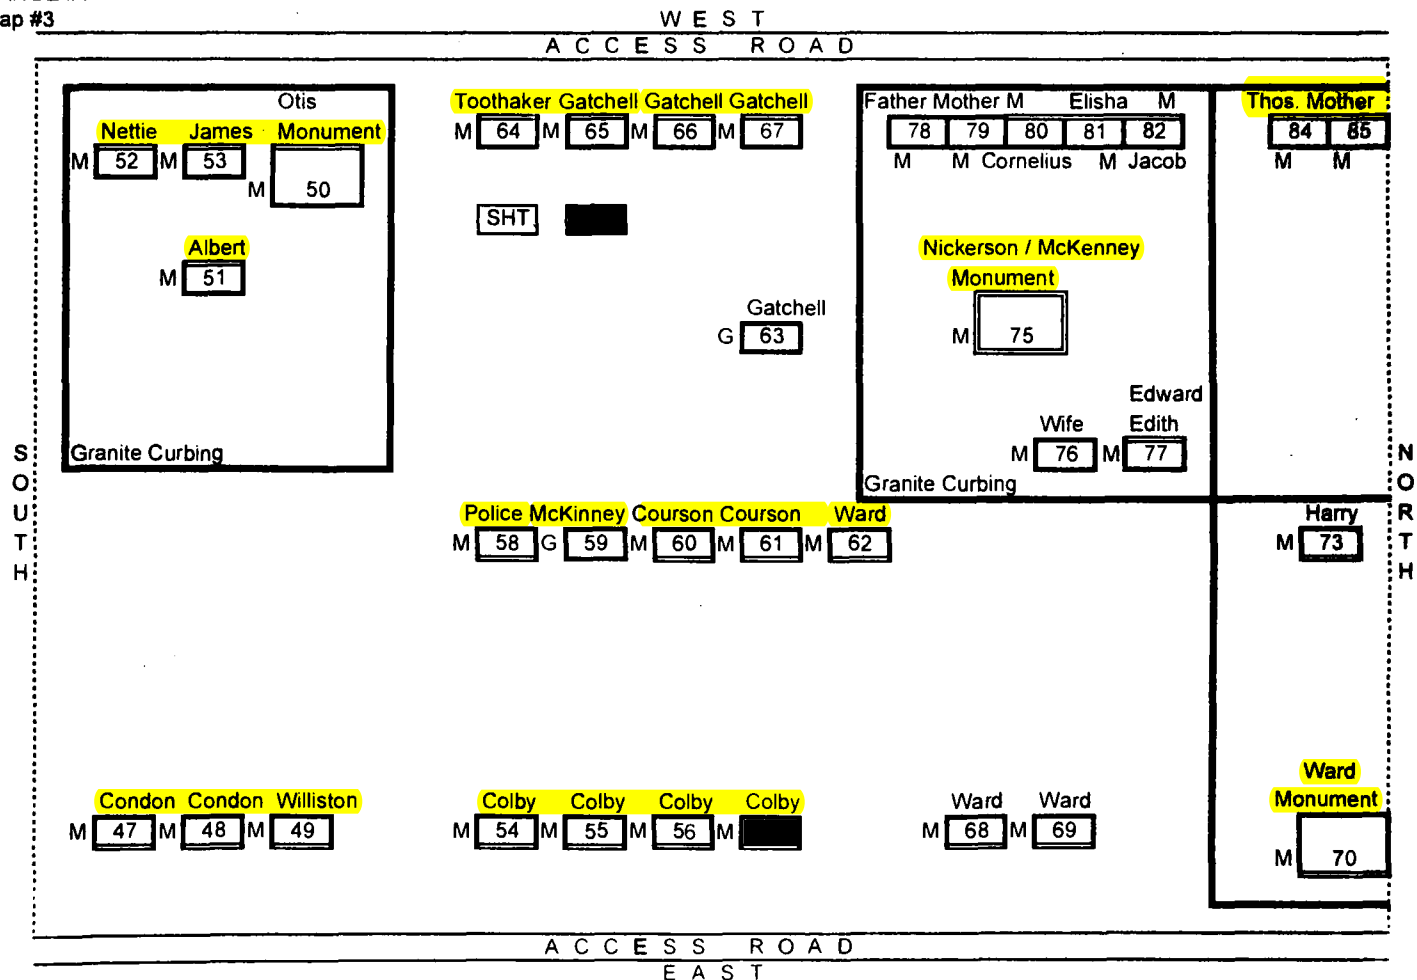 ap #3
WEST
ACCESS ROAD
Otis
Toothaker Gatchell Gatchell Gatchell
Father Mother M Elisha M
Thos. Mother
Nettie James Monument
M 64 M 65 M 66 M 67
78 79 80 81 82
84 85
M 52 M 53
M M Cornelius M Jacob
M M
M 50
SHT
Albert
Nickerson / McKenney
M 51
Monument
Gatchell
G 63
M 75
Edward
Wife Edith
Granite Curbing
M 76 M 77
SOUTH
NORTH
Granite Curbing
Police McKinney Courson Courson Ward
Harry
M 58 G 59 M 60 M 61 M 62
M 73
Ward
Condon Condon Williston
Colby Colby Colby Colby
Ward Ward
Monument
M 47 M 48 M 49
M 54 M 55 M 56 M
M 68 M 69
M 70
ACCESS ROAD
EAST